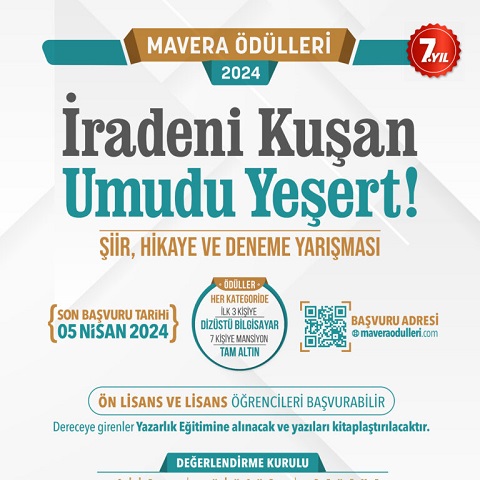 MAVERA ÖDÜLLERİ
2024
7.YIL
İradeni Kuşan
Umudu Yeşert!
ŞİİR, HİKAYE VE DENEME YARIŞMASI
SON BAŞVURU TARİHİ
05 NİSAN 2024
ÖDÜLLER
HER KATEGORİDE
İLK 3 KİŞİYE
DİZÜSTÜ BİLGİSAYAR
7 KİŞİYE MANSİYON
TAM ALTIN
BAŞVURU ADRESİ
maveraodulleri.com
ÖN LİSANS VE LİSANS ÖĞRENCİLERİ BAŞVURABİLİR
Dereceye girenler Yazarlık Eğitimine alınacak ve yazıları kitaplaştırılacaktır.
DEĞERLENDİRME KURULU